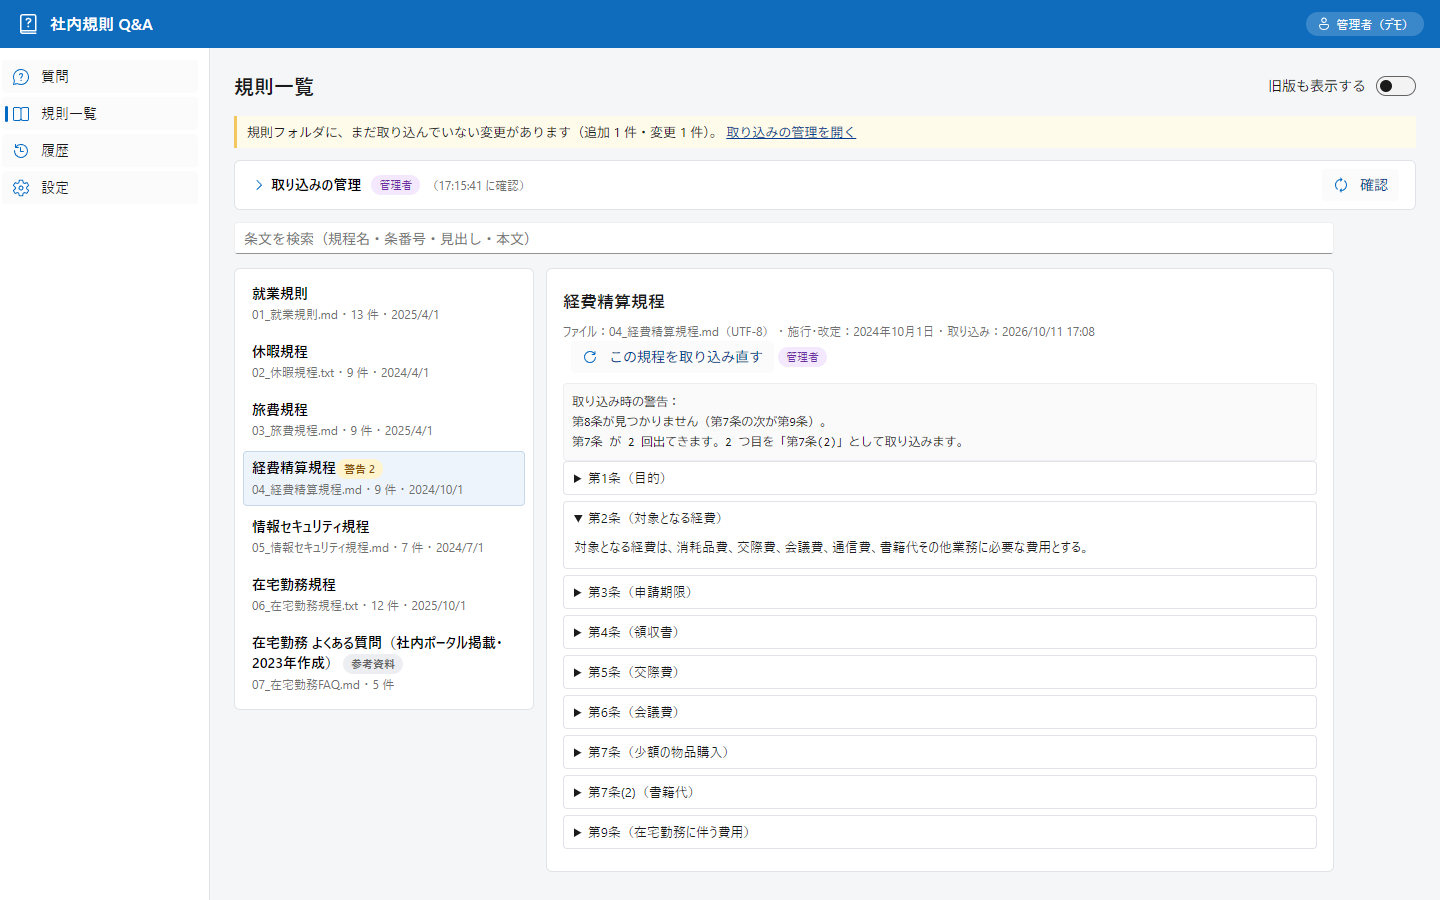 社内規則 Q&A
管理者（デモ）
質問
規則一覧
履歴
設定
規則一覧
旧版も表示する
規則フォルダに、まだ取り込んでいない変更があります（追加 1 件・変更 1 件）。 取り込みの管理を開く
取り込みの管理 管理者 （17:15:41 に確認）
確認
条文を検索（規程名・条番号・見出し・本文）
就業規則
01_就業規則.md・13 件・2025/4/1
休暇規程
02_休暇規程.txt・9 件・2024/4/1
旅費規程
03_旅費規程.md・9 件・2025/4/1
経費精算規程 警告 2
04_経費精算規程.md・9 件・2024/10/1
情報セキュリティ規程
05_情報セキュリティ規程.md・7 件・2024/7/1
在宅勤務規程
06_在宅勤務規程.txt・12 件・2025/10/1
在宅勤務 よくある質問（社内ポータル掲載・
2023年作成） 参考資料
07_在宅勤務FAQ.md・5 件
経費精算規程
ファイル：04_経費精算規程.md（UTF-8）・施行・改定：2024年10月1日・取り込み：2026/10/11 17:08
この規程を取り込み直す 管理者
取り込み時の警告：
第8条が見つかりません（第7条の次が第9条）。
第7条 が 2 回出てきます。2 つ目を「第7条(2)」として取り込みます。
第1条（目的）
第2条（対象となる経費）
対象となる経費は、消耗品費、交際費、会議費、通信費、書籍代その他業務に必要な費用とする。
第3条（申請期限）
第4条（領収書）
第5条（交際費）
第6条（会議費）
第7条（少額の物品購入）
第7条(2)（書籍代）
第9条（在宅勤務に伴う費用）